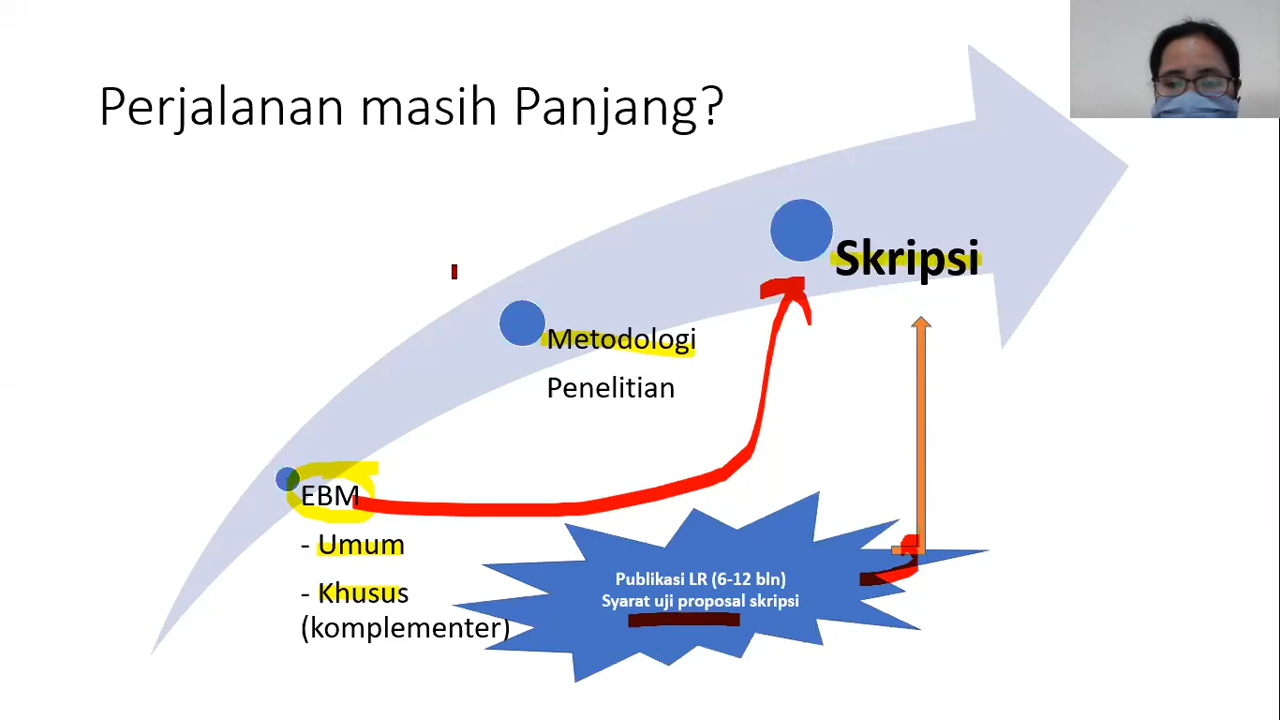 Perjalanan masih Panjang?
Skripsi
Metodologi
Penelitian
EBM
- Umum
- Khusus
(komplementer)
Publikasi LR (6-12 bln)
Syarat uji proposal skripsi